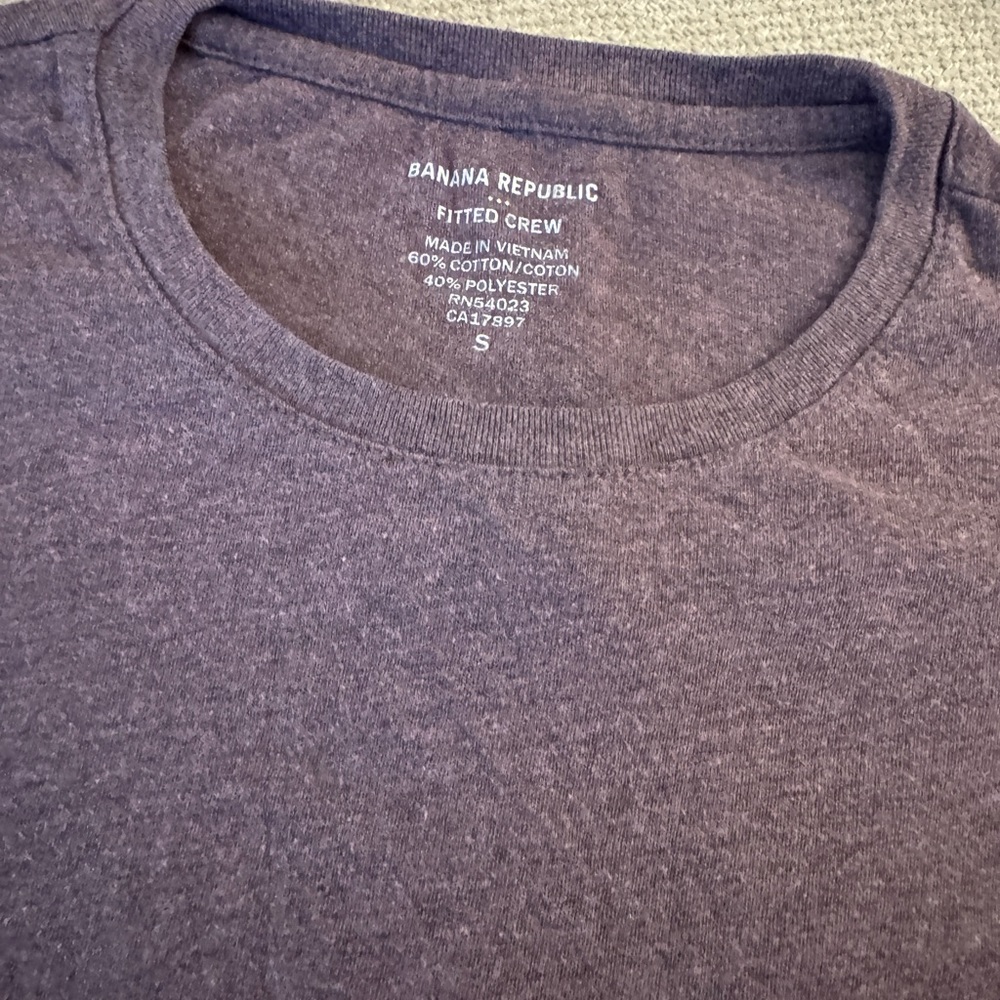 BANANA REPUBLIC
FITTED CREW
MADE IN VIETNAM
60% COTTON/COTON
40% POLYESTER
RN54023
CA17897
S